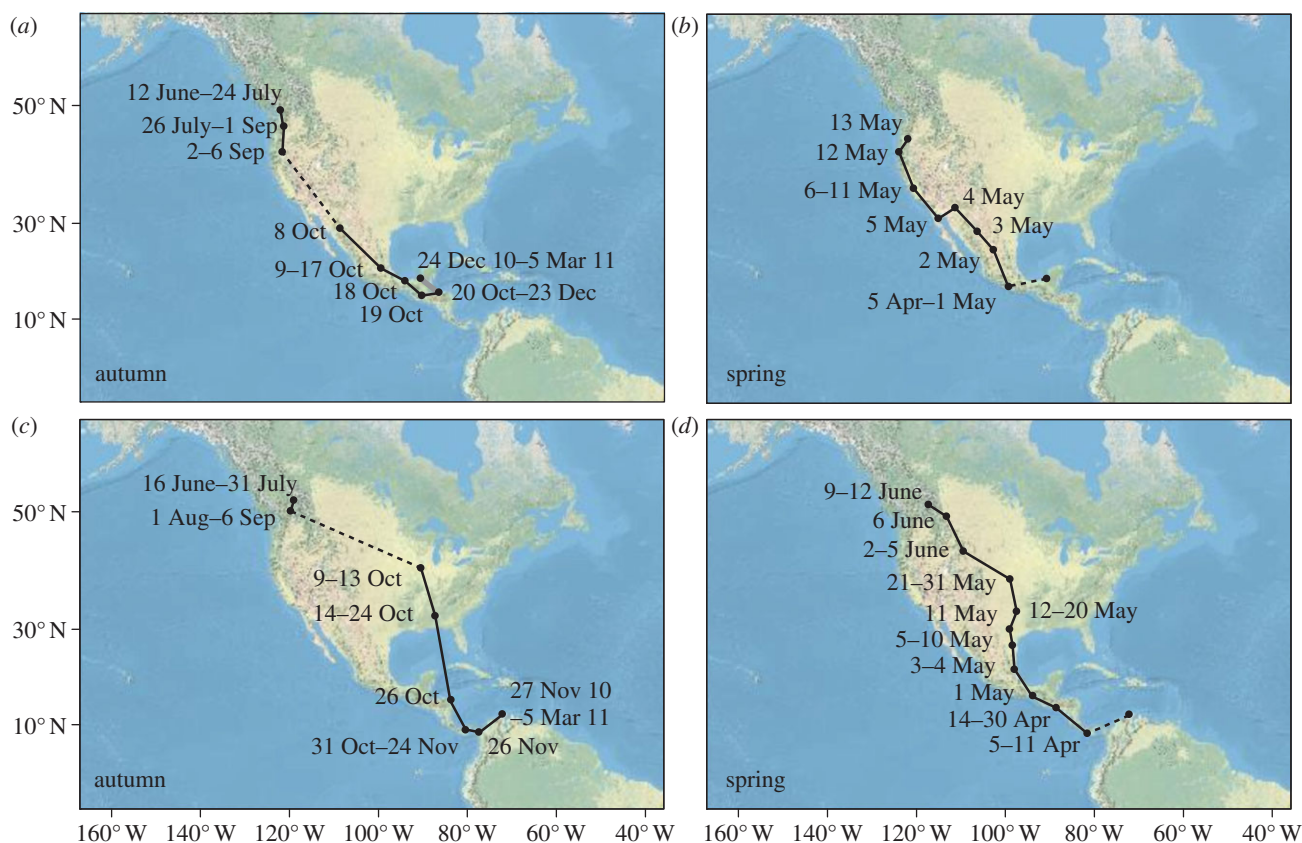 (a)
50° N
30° N
10° N
12 June–24 July
26 July–1 Sep
2–6 Sep
8 Oct
9–17 Oct
18 Oct
19 Oct
24 Dec 10–5 Mar 11
20 Oct–23 Dec
autumn
(b)
13 May
12 May
6–11 May
4 May
5 May
3 May
2 May
5 Apr–1 May
spring
(c)
50° N
30° N
10° N
16 June–31 July
1 Aug–6 Sep
9–13 Oct
14–24 Oct
26 Oct
27 Nov 10
–5 Mar 11
31 Oct–24 Nov
26 Nov
autumn
160° W 140° W 120° W 100° W 80° W 60° W 40° W
(d)
9–12 June
6 June
2–5 June
21–31 May
11 May
12–20 May
5–10 May
3–4 May
1 May
14–30 Apr
5–11 Apr
spring
160° W 140° W 120° W 100° W 80° W 60° W 40° W